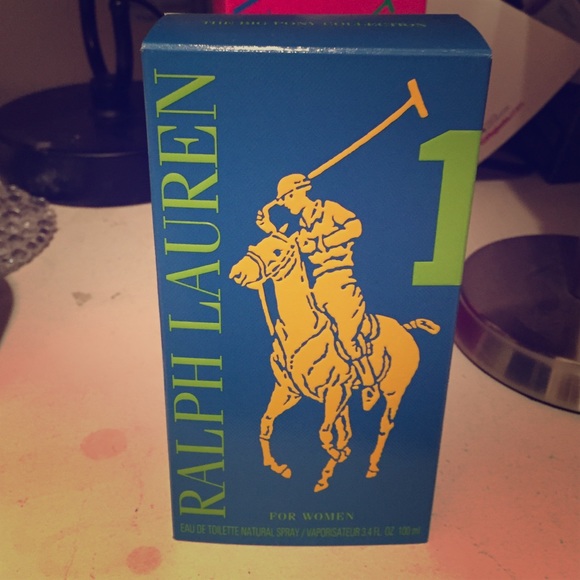 THE BIG PONY COLLECTION
RALPH LAUREN
1
FOR WOMEN
EAU DE TOILETTE NATURAL SPRAY / VAPORISATEUR 3.4 FL. OZ. 100 ml